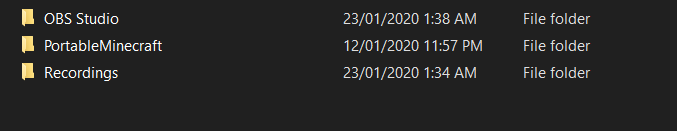 OBS Studio 23/01/2020 1:38 AM File folder
PortableMinecraft 12/01/2020 11:57 PM File folder
Recordings 23/01/2020 1:34 AM File folder